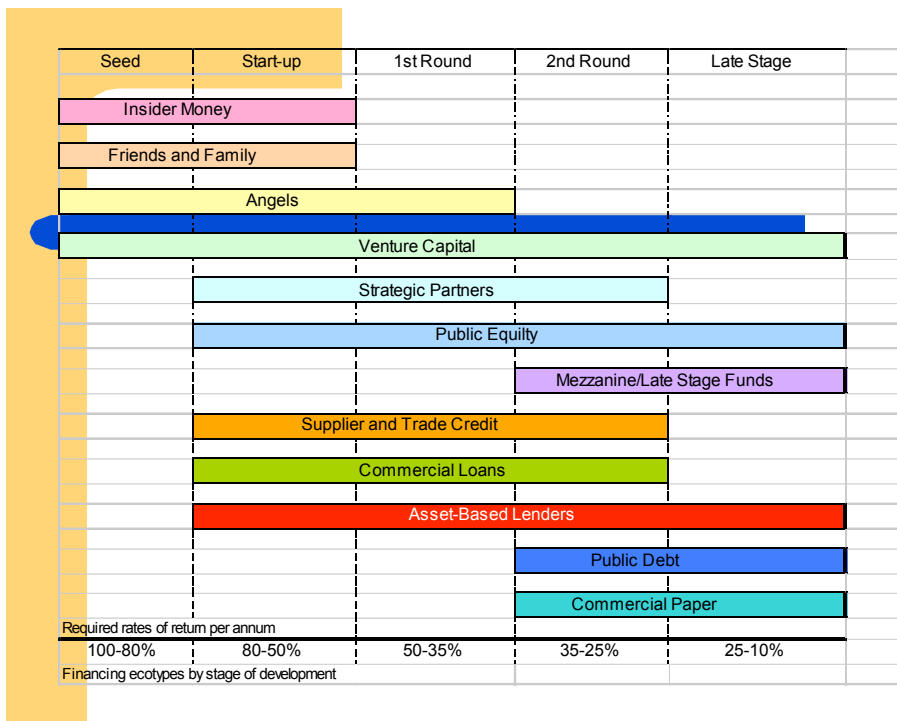 Seed Start-up 1st Round 2nd Round Late Stage
Insider Money
Friends and Family
Angels
Venture Capital
Strategic Partners
Public Equilty
Mezzanine/Late Stage Funds
Supplier and Trade Credit
Commercial Loans
Asset-Based Lenders
Public Debt
Commercial Paper
Required rates of return per annum
100-80% 80-50% 50-35% 35-25% 25-10%
Financing ecotypes by stage of development